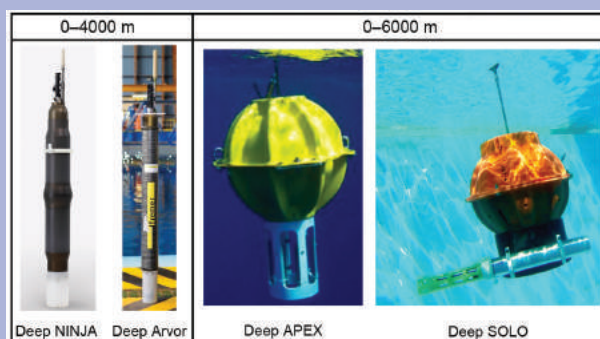 0–4000 m
0–6000 m
Deep NINJA
Deep Arvor
Deep APEX
Deep SOLO